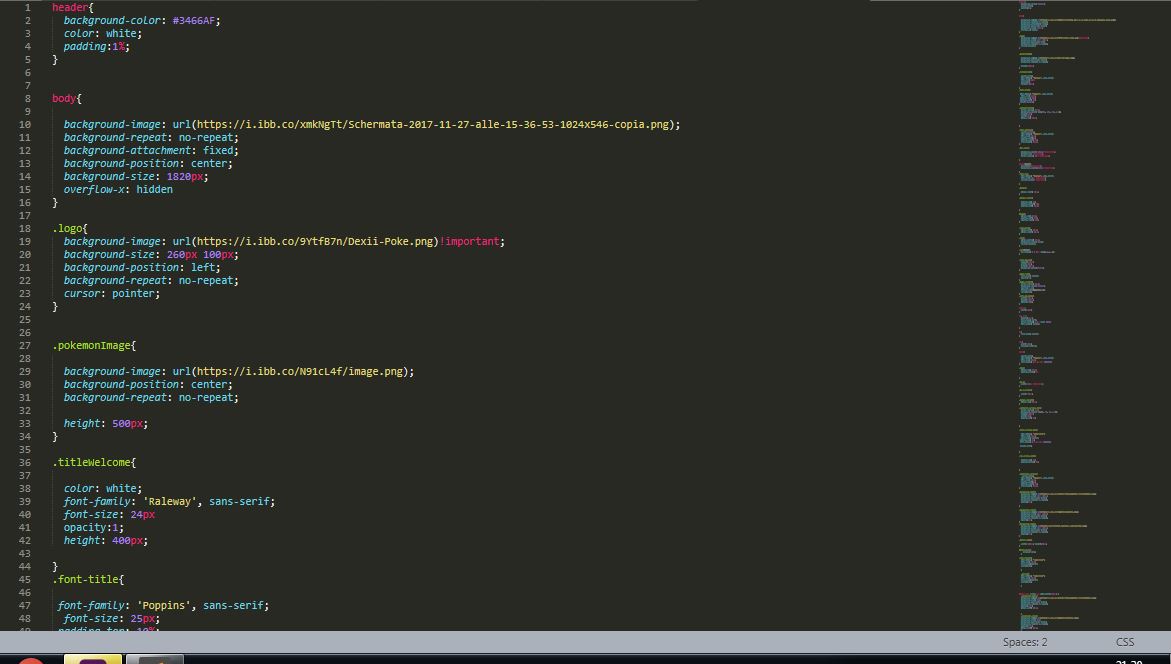 1 header{
2 background-color: #3466AF;
3 color: white;
4 padding:1%;
5 }
6
7
8 body{
9
10 background-image: url(https://i.ibb.co/xmkNgTt/Schermata-2017-11-27-alle-15-36-53-1024x546-copia.png);
11 background-repeat: no-repeat;
12 background-attachment: fixed;
13 background-position: center;
14 background-size: 1820px;
15 overflow-x: hidden
16 }
17
18 .logo{
19 background-image: url(https://i.ibb.co/9YtfB7n/Dexii-Poke.png)!important;
20 background-size: 260px 100px;
21 background-position: left;
22 background-repeat: no-repeat;
23 cursor: pointer;
24 }
25
26
27 .pokemonImage{
28
29 background-image: url(https://i.ibb.co/N91cL4f/image.png);
30 background-position: center;
31 background-repeat: no-repeat;
32
33 height: 500px;
34 }
35
36 .titleWelcome{
37
38 color: white;
39 font-family: 'Raleway', sans-serif;
40 font-size: 24px
41 opacity:1;
42 height: 400px;
43
44 }
45 .font-title{
46
47 font-family: 'Poppins', sans-serif;
48 font-size: 25px;
49 padding-top: 10%;
Spaces: 2 CSS